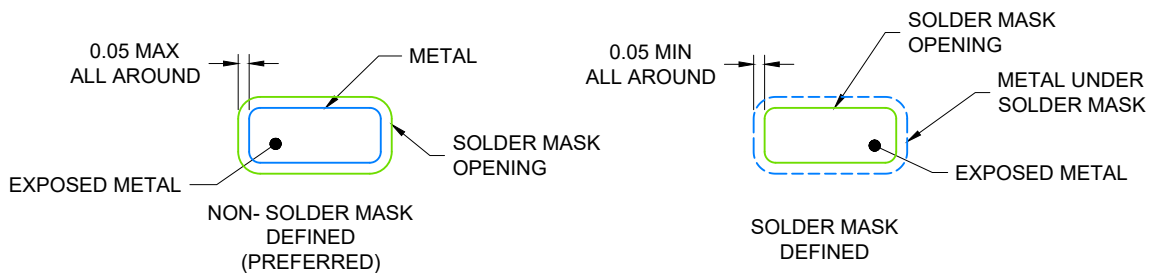 0.05 MAX
ALL AROUND
METAL
SOLDER MASK
OPENING
EXPOSED METAL
NON- SOLDER MASK
DEFINED
(PREFERRED)
0.05 MIN
ALL AROUND
SOLDER MASK
OPENING
METAL UNDER
SOLDER MASK
EXPOSED METAL
SOLDER MASK
DEFINED